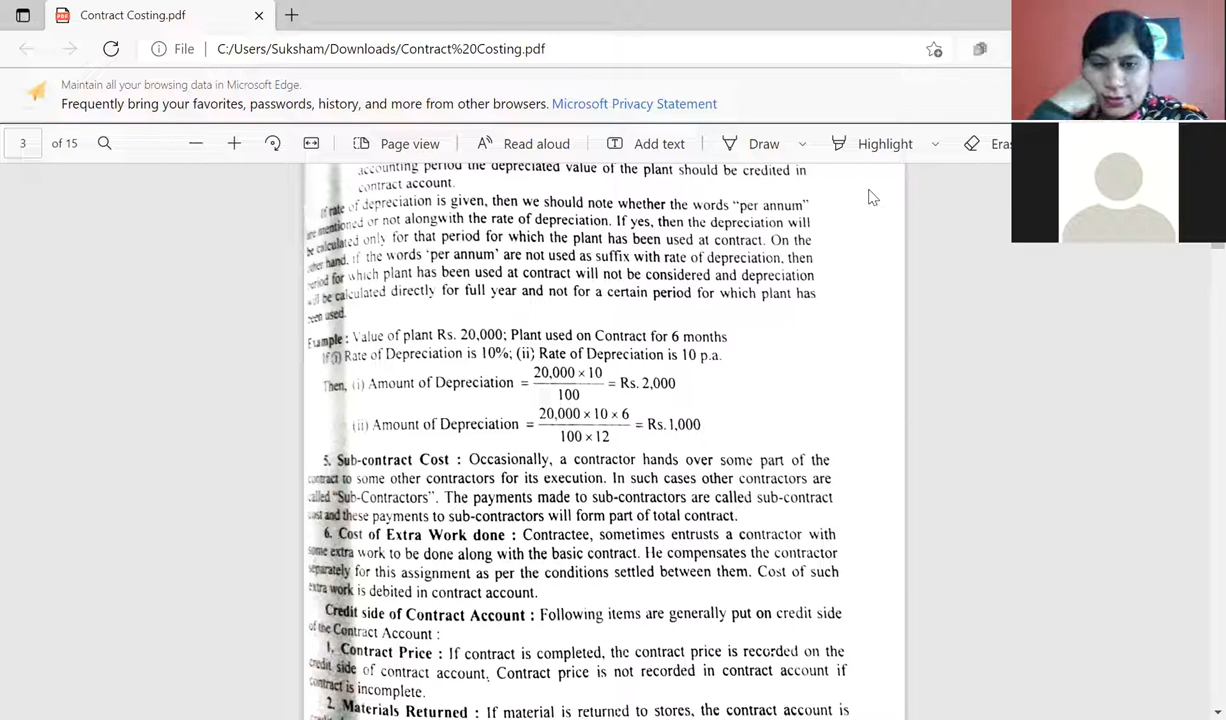 Contract Costing.pdf
File
C:/Users/Suksham/Downloads/Contract%20Costing.pdf
Maintain all your browsing data in Microsoft Edge.
Frequently bring your favorites, passwords, history, and more from other browsers. Microsoft Privacy Statement
3 of 15
Page view
Read aloud
Add text
Draw
Highlight
Eras
accounting period the depreciated value of the plant should be credited in
contract account.
If rate of depreciation is given, then we should note whether the words "per annum"
are mentioned or not alongwith the rate of depreciation. If yes, then the depreciation will
be calculated only for that period for which the plant has been used at contract. On the
other hand, if the words 'per annum' are not used as suffix with rate of depreciation, then
period for which plant has been used at contract will not be considered and depreciation
will be calculated directly for full year and not for a certain period for which plant has
been used.
Example : Value of plant Rs. 20,000; Plant used on Contract for 6 months
If (i) Rate of Depreciation is 10%; (ii) Rate of Depreciation is 10 p.a.
Then, (i) Amount of Depreciation = 20,000 × 10 / 100 = Rs. 2,000
(ii) Amount of Depreciation = 20,000 × 10 × 6 / 100 × 12 = Rs. 1,000
5. Sub-contract Cost : Occasionally, a contractor hands over some part of the
contract to some other contractors for its execution. In such cases other contractors are
called "Sub-Contractors". The payments made to sub-contractors are called sub-contract
cost and these payments to sub-contractors will form part of total contract.
6. Cost of Extra Work done : Contractee, sometimes entrusts a contractor with
some extra work to be done along with the basic contract. He compensates the contractor
separately for this assignment as per the conditions settled between them. Cost of such
extra work is debited in contract account.
Credit side of Contract Account : Following items are generally put on credit side
of the Contract Account :
1. Contract Price : If contract is completed, the contract price is recorded on the
credit side of contract account. Contract price is not recorded in contract account if
contract is incomplete.
2. Materials Returned : If material is returned to stores, the contract account is